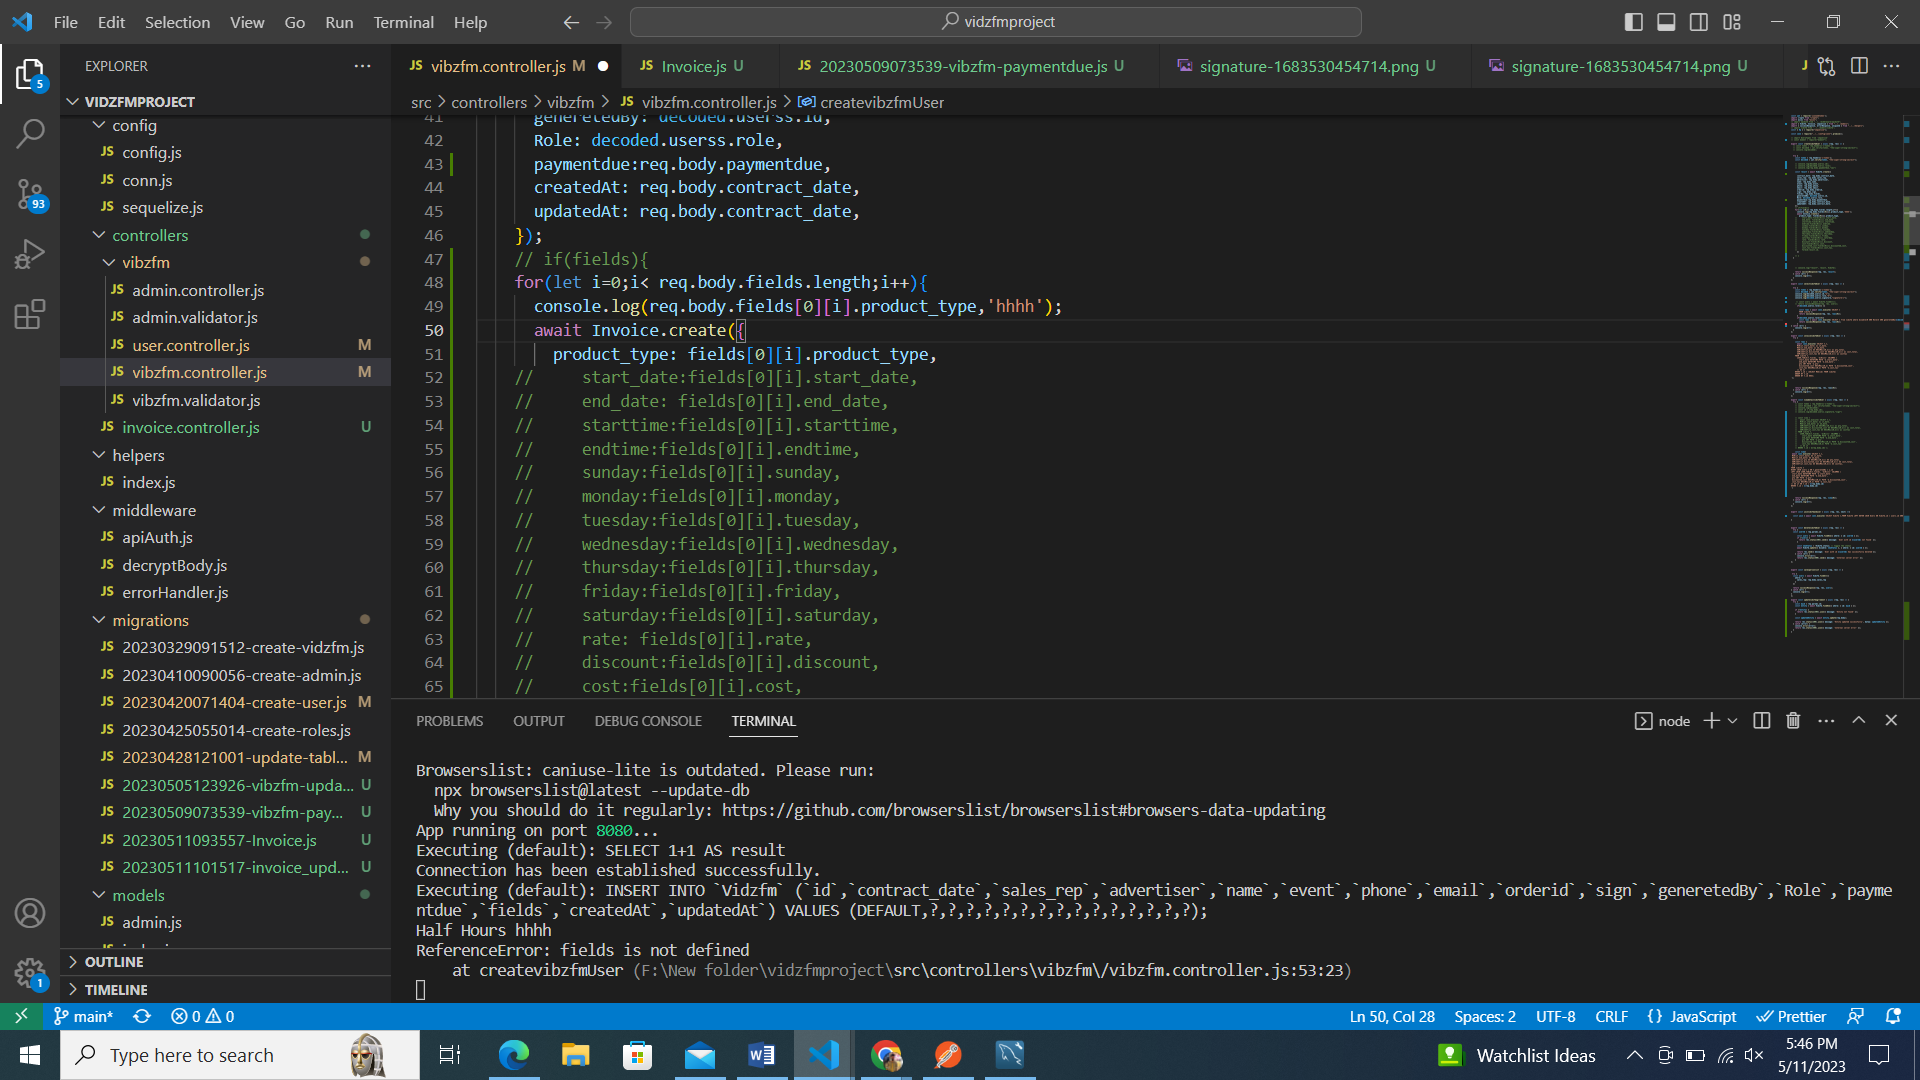 File Edit Selection View Go Run Terminal Help
vidzfmproject
EXPLORER
VIDZFMPROJECT
config
JS config.js
JS conn.js
JS sequelize.js
controllers
vibzfm
JS admin.controller.js
JS admin.validator.js
JS user.controller.js M
JS vibzfm.controller.js M
JS vibzfm.validator.js
JS invoice.controller.js U
helpers
JS index.js
middleware
JS apiAuth.js
JS decryptBody.js
JS errorHandler.js
migrations
JS 20230329091512-create-vidzfm.js
JS 20230410090056-create-admin.js
JS 20230420071404-create-user.js M
JS 20230425055014-create-roles.js
JS 20230428121001-update-tabl... M
JS 20230505123926-vibzfm-upda... U
JS 20230509073539-vibzfm-pay... U
JS 20230511093557-Invoice.js U
JS 20230511101517-invoice_upd... U
models
JS admin.js
OUTLINE
TIMELINE
5
93
1
JS vibzfm.controller.js M
JS Invoice.js U
JS 20230509073539-vibzfm-paymentdue.js U
signature-1683530454714.png U
signature-1683530454714.png U
src > controllers > vibzfm > JS vibzfm.controller.js > createvibzfmUser
41 generetedBy: decoded.userss.id,
42 Role: decoded.userss.role,
43 paymentdue:req.body.paymentdue,
44 createdAt: req.body.contract_date,
45 updatedAt: req.body.contract_date,
46 });
47 // if(fields){
48 for(let i=0;i< req.body.fields.length;i++){
49 console.log(req.body.fields[0][i].product_type,'hhhh');
50 await Invoice.create({
51 product_type: fields[0][i].product_type,
52 // start_date:fields[0][i].start_date,
53 // end_date: fields[0][i].end_date,
54 // starttime:fields[0][i].starttime,
55 // endtime:fields[0][i].endtime,
56 // sunday:fields[0][i].sunday,
57 // monday:fields[0][i].monday,
58 // tuesday:fields[0][i].tuesday,
59 // wednesday:fields[0][i].wednesday,
60 // thursday:fields[0][i].thursday,
61 // friday:fields[0][i].friday,
62 // saturday:fields[0][i].saturday,
63 // rate: fields[0][i].rate,
64 // discount:fields[0][i].discount,
65 // cost:fields[0][i].cost,
PROBLEMS OUTPUT DEBUG CONSOLE TERMINAL
node
Browserslist: caniuse-lite is outdated. Please run:
npx browserslist@latest --update-db
Why you should do it regularly: https://github.com/browserslist/browserslist#browsers-data-updating
App running on port 8080...
Executing (default): SELECT 1+1 AS result
Connection has been established successfully.
Executing (default): INSERT INTO `Vidzfm` (`id`,`contract_date`,`sales_rep`,`advertiser`,`name`,`event`,`phone`,`email`,`orderid`,`sign`,`generetedBy`,`Role`,`payme
ntdue`,`fields`,`createdAt`,`updatedAt`) VALUES (DEFAULT,?,?,?,?,?,?,?,?,?,?,?,?,?,?,?);
Half Hours hhhh
ReferenceError: fields is not defined
at createvibzfmUser (F:\New folder\vidzfmproject\src\controllers\vibzfm\/vibzfm.controller.js:53:23)
main* 0 0
Ln 50, Col 28 Spaces: 2 UTF-8 CRLF {} JavaScript Prettier
Type here to search
Watchlist Ideas
5:46 PM
5/11/2023